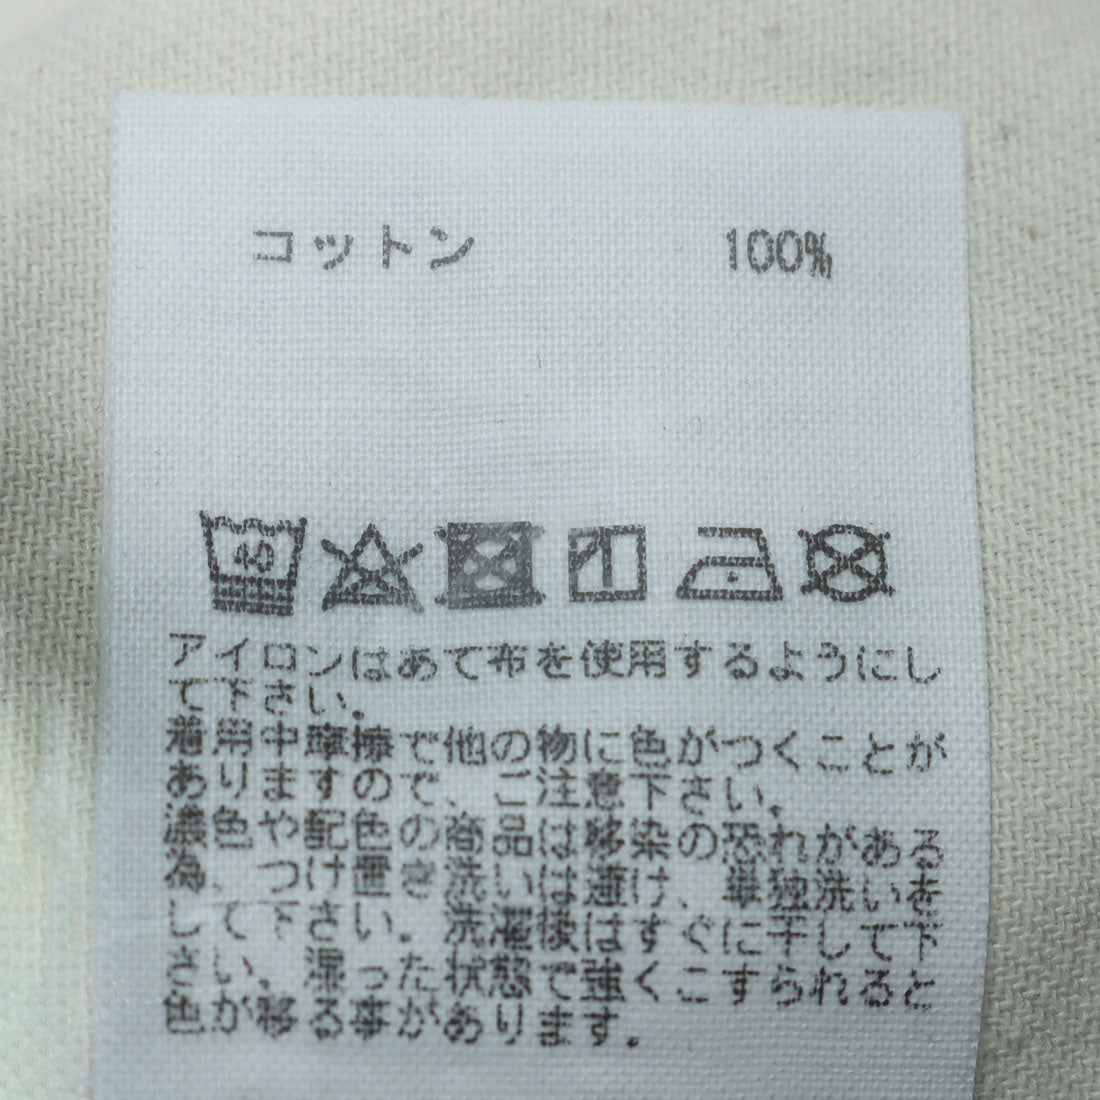 コットン 100%
40
アイロンはあて布を使用するようにし
て下さい。
着用中摩擦で他の物に色がつくことが
ありますので、ご注意下さい。
濃色や配色の商品は移染の恐れがある
為、つけ置き洗いは避け、単独洗いを
して下さい。洗濯後はすぐに干して下
さい。湿った状態で強くこすられると
色が移る事があります。